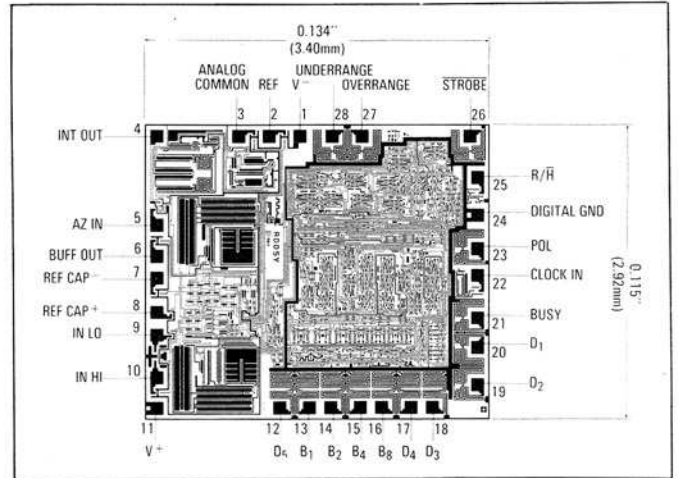 0.134"
(3.40mm)
ANALOG
COMMON REF
UNDERRANGE
V⁻ OVERRANGE
STROBE
3 2 1 28 27 26
4 INT OUT
25 R/H̅
24 DIGITAL GND
5 AZ IN
23 POL
6 BUFF OUT
22 CLOCK IN
7 REF CAP⁻
8 REF CAP⁺
21 BUSY
9 IN LO
20 D₁
10 IN HI
19 D₂
0.115"
(2.92mm)
11 12 13 14 15 16 17 18
V⁺ D₅ B₁ B₂ B₄ B₈ D₄ D₃